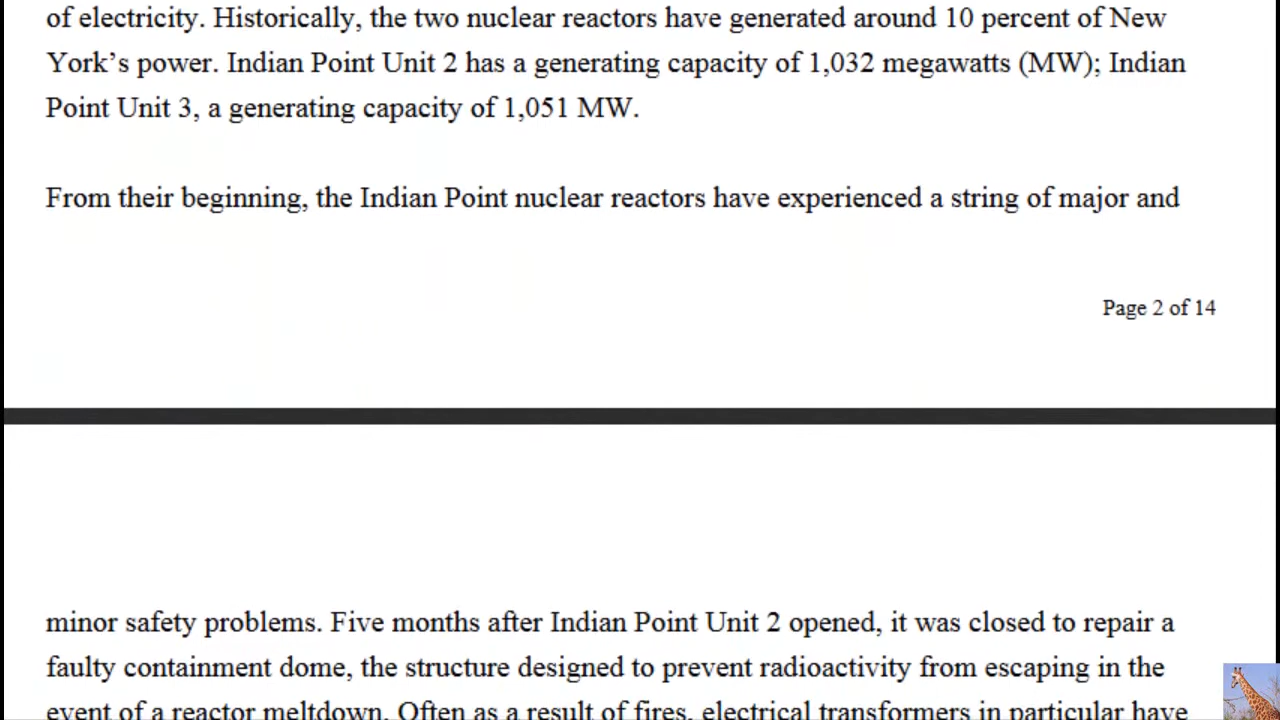 of electricity. Historically, the two nuclear reactors have generated around 10 percent of New
York’s power. Indian Point Unit 2 has a generating capacity of 1,032 megawatts (MW); Indian
Point Unit 3, a generating capacity of 1,051 MW.
From their beginning, the Indian Point nuclear reactors have experienced a string of major and
Page 2 of 14
minor safety problems. Five months after Indian Point Unit 2 opened, it was closed to repair a
faulty containment dome, the structure designed to prevent radioactivity from escaping in the
event of a reactor meltdown. Often as a result of fires, electrical transformers in particular have